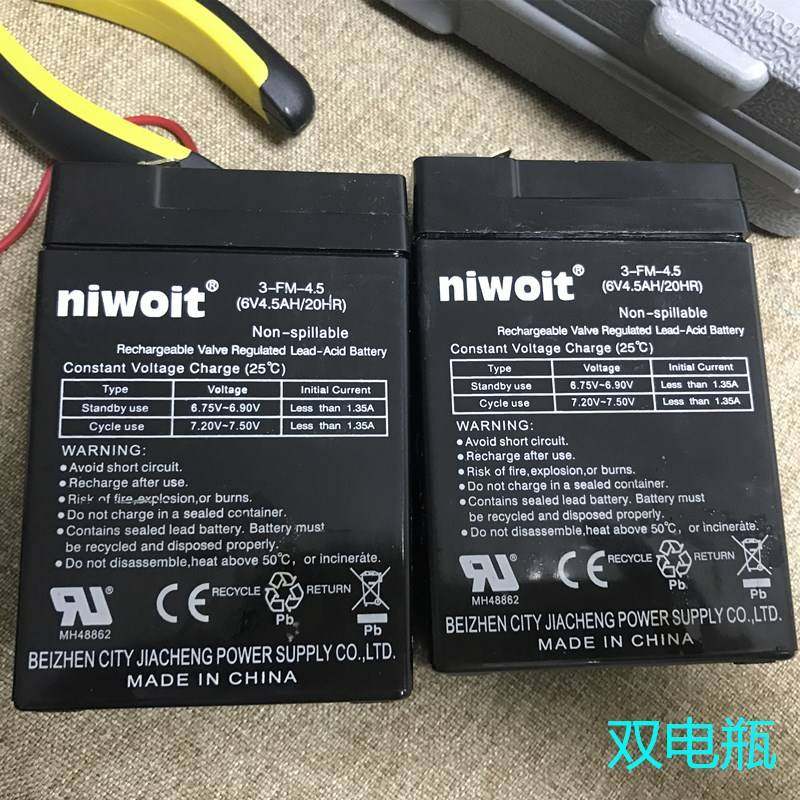 niwoit®
3-FM-4.5
(6V4.5AH/20HR)
Non-spillable
Rechargeable Valve Regulated Lead-Acid Battery
Constant Voltage Charge (25℃)
Type Voltage Initial Current
Standby use 6.75V~6.90V Less than 1.35A
Cycle use 7.20V~7.50V Less than 1.35A
WARNING:
• Avoid short circuit.
• Recharge after use.
• Risk of fire,explosion,or burns.
• Do not charge in a sealed container.
• Contains sealed lead battery. Battery must
be recycled and disposed properly.
• Do not disassemble,heat above 50℃, or incinerate.
RU
MH48862
CE
RECYCLE
RETURN
Pb
BEIZHEN CITY JIACHENG POWER SUPPLY CO.,LTD.
MADE IN CHINA
niwoit®
3-FM-4.5
(6V4.5AH/20HR)
Non-spillable
Rechargeable Valve Regulated Lead-Acid Battery
Constant Voltage Charge (25℃)
Type Voltage Initial Current
Standby use 6.75V~6.90V Less than 1.35A
Cycle use 7.20V~7.50V Less than 1.35A
WARNING:
• Avoid short circuit.
• Recharge after use.
• Risk of fire,explosion,or burns.
• Do not charge in a sealed container.
• Contains sealed lead battery. Battery must
be recycled and disposed properly.
• Do not disassemble,heat above 50℃, or incinerate.
RU
MH48862
CE
RECYCLE
RETURN
Pb
BEIZHEN CITY JIACHENG POWER SUPPLY CO.,LTD.
MADE IN CHINA
双电瓶